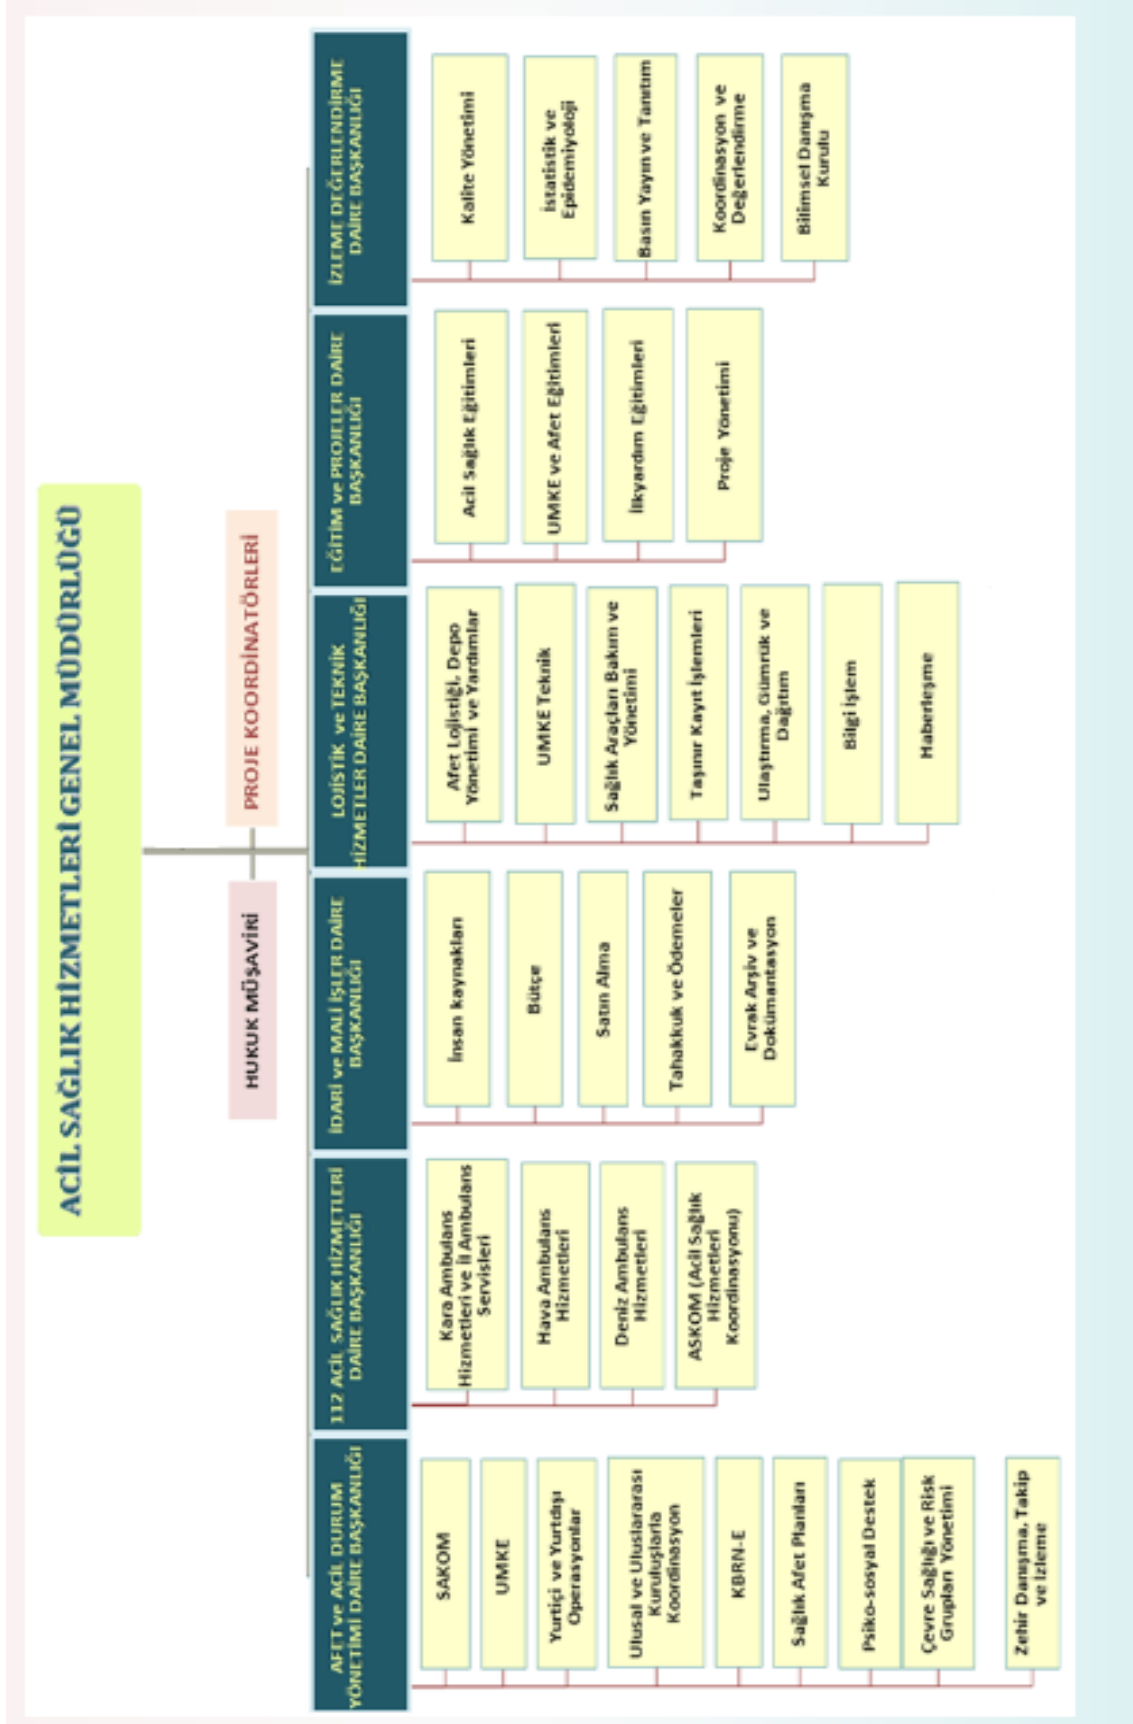 ACİL SAĞLIK HİZMETLERİ GENEL MÜDÜRLÜĞÜ
HUKUK MÜŞAVİRİ
PROJE KOORDİNATÖRLERİ
AFET ve ACİL DURUM
YÖNETİMİ DAİRE BAŞKANLIĞI
SAKOM
UMKE
Yurtiçi ve Yurtdışı
Operasyonlar
Ulusal ve Uluslararası
Kuruluşlarla
Koordinasyon
KBRN-E
Sağlık Afet Planları
Psiko-sosyal Destek
Çevre Sağlığı ve Risk
Grupları Yönetimi
Zehir Danışma, Takip
ve İzleme
112 ACİL SAĞLIK HİZMETLERİ
DAİRE BAŞKANLIĞI
Kara Ambulans
Hizmetleri ve İl Ambulans
Servisleri
Hava Ambulans
Hizmetleri
Deniz Ambulans
Hizmetleri
ASKOM (Acil Sağlık
Hizmetleri
Koordinasyonu)
İDARİ ve MALİ İŞLER DAİRE
BAŞKANLIĞI
İnsan kaynakları
Bütçe
Satın Alma
Tahakkuk ve Ödemeler
Evrak Arşiv ve
Dokümantasyon
LOJİSTİK ve TEKNİK
HİZMETLER DAİRE BAŞKANLIĞI
Afet Lojistiği, Depo
Yönetimi ve Yardımlar
UMKE Teknik
Sağlık Araçları Bakım ve
Yönetimi
Taşınır Kayıt İşlemleri
Ulaştırma, Gümrük ve
Dağıtım
Bilgi İşlem
Haberleşme
EĞİTİM ve PROJELER DAİRE
BAŞKANLIĞI
Acil Sağlık Eğitimleri
UMKE ve Afet Eğitimleri
İlkyardım Eğitimleri
Proje Yönetimi
İZLEME DEĞERLENDİRME
DAİRE BAŞKANLIĞI
Kalite Yönetimi
İstatistik ve
Epidemiyoloji
Basın Yayın ve Tanıtım
Koordinasyon ve
Değerlendirme
Bilimsel Danışma
Kurulu